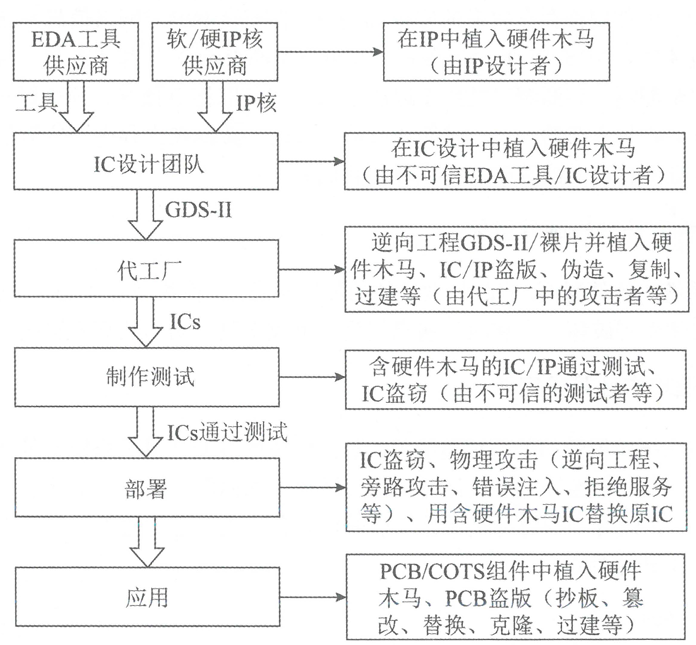 EDA工具
供应商
软/硬IP核
供应商
在IP中植入硬件木马
（由IP设计者）
工具
IP核
IC设计团队
在IC设计中植入硬件木马
（由不可信EDA工具/IC设计者）
GDS-II
代工厂
逆向工程GDS-II/裸片并植入硬
件木马、IC/IP盗版、伪造、复制、
过建等（由代工厂中的攻击者等）
ICs
制作测试
含硬件木马的IC/IP通过测试、
IC盗窃（由不可信的测试者等）
ICs通过测试
部署
IC盗窃、物理攻击（逆向工程、
旁路攻击、错误注入、拒绝服务
等）、用含硬件木马IC替换原IC
应用
PCB/COTS组件中植入硬件
木马、PCB盗版（抄板、篡
改、替换、克隆、过建等）